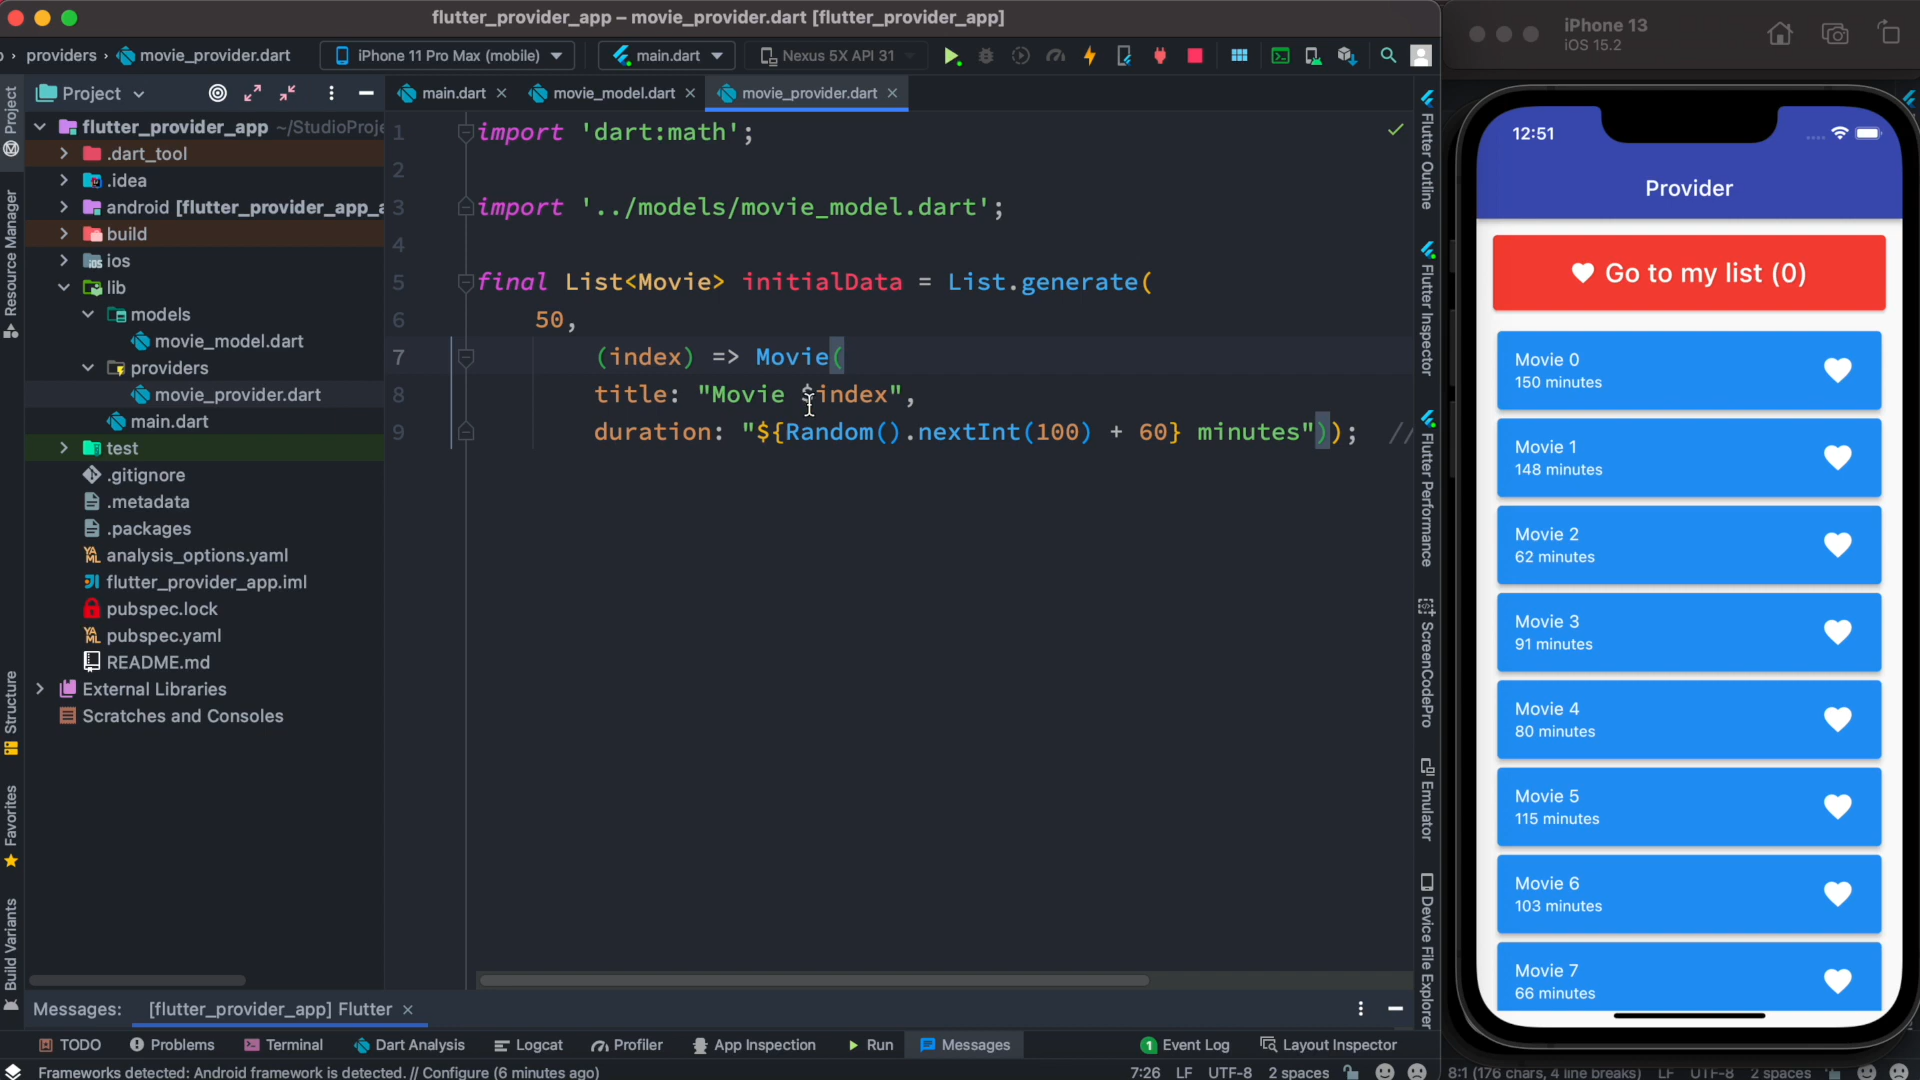 flutter_provider_app – movie_provider.dart [flutter_provider_app]
providers › movie_provider.dart
iPhone 11 Pro Max (mobile)
main.dart
Nexus 5X API 31
Project
main.dart
movie_model.dart
movie_provider.dart
Project
Resource Manager
Structure
Favorites
Build Variants
flutter_provider_app ~/StudioProje
.dart_tool
.idea
android [flutter_provider_app_a
build
ios
lib
models
movie_model.dart
providers
movie_provider.dart
main.dart
test
.gitignore
.metadata
.packages
analysis_options.yaml
flutter_provider_app.iml
pubspec.lock
pubspec.yaml
README.md
External Libraries
Scratches and Consoles
1 import 'dart:math';
2
3 import '../models/movie_model.dart';
4
5 final List<Movie> initialData = List.generate(
6 50,
7 (index) => Movie(
8 title: "Movie $index",
9 duration: "${Random().nextInt(100) + 60} minutes")); //
Flutter Outline
Flutter Inspector
Flutter Performance
ScreenCodePro
Emulator
Device File Explorer
Messages: [flutter_provider_app] Flutter
TODO
Problems
Terminal
Dart Analysis
Logcat
Profiler
App Inspection
Run
Messages
1 Event Log
Layout Inspector
Frameworks detected: Android framework is detected. // Configure (6 minutes ago)
7:26 LF UTF-8 2 spaces
8:1 (176 chars, 4 line breaks) LF UTF-8 2 spaces
iPhone 13
iOS 15.2
12:51
Provider
Go to my list (0)
Movie 0
150 minutes
Movie 1
148 minutes
Movie 2
62 minutes
Movie 3
91 minutes
Movie 4
80 minutes
Movie 5
115 minutes
Movie 6
103 minutes
Movie 7
66 minutes